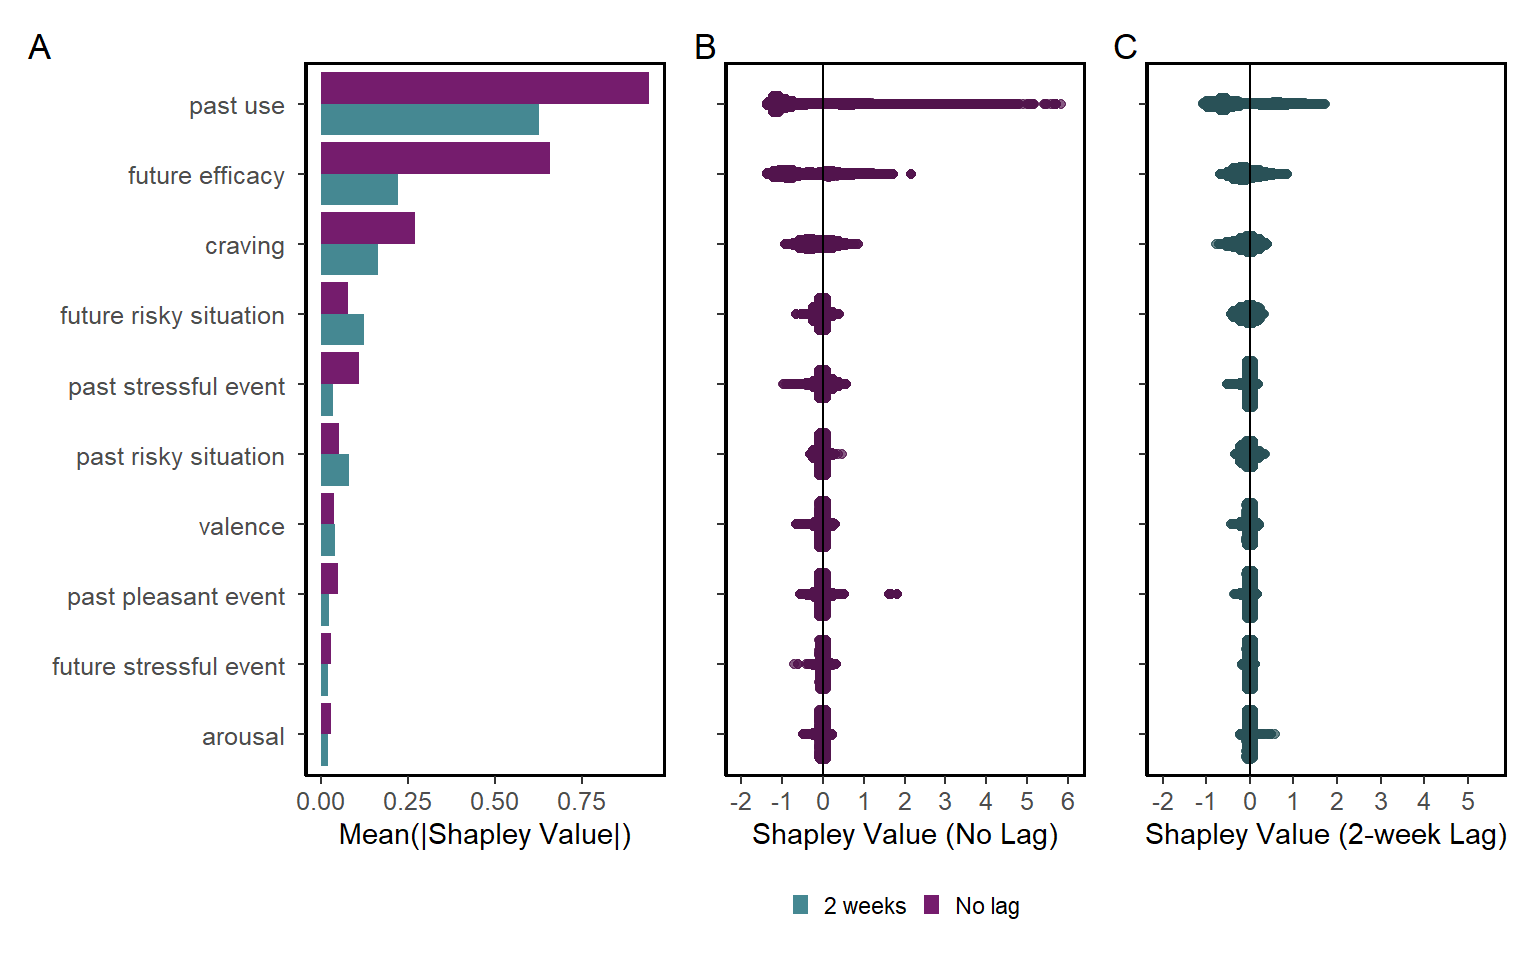 A
B
C
past use
future efficacy
craving
future risky situation
past stressful event
past risky situation
valence
past pleasant event
future stressful event
arousal
0.00 0.25 0.50 0.75
Mean(|Shapley Value|)
-2 -1 0 1 2 3 4 5 6
Shapley Value (No Lag)
-2 -1 0 1 2 3 4 5
Shapley Value (2-week Lag)
2 weeks No lag